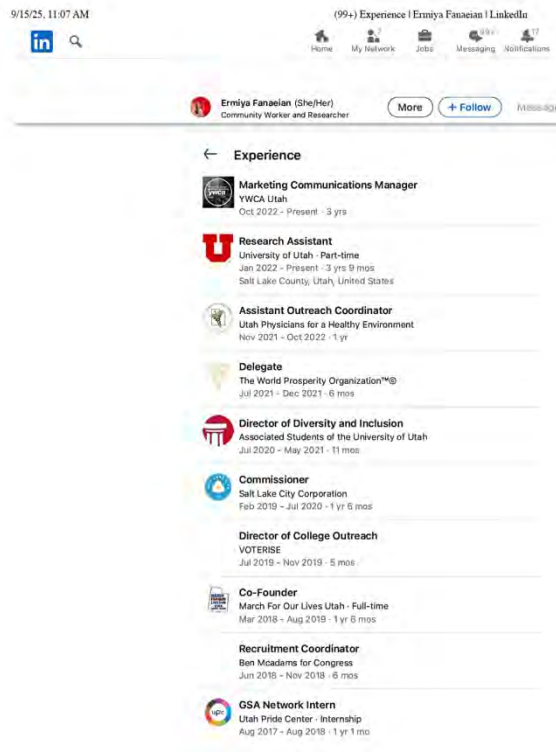 9/15/25, 11:07 AM
(99+) Experience | Ermiya Fanaeian | LinkedIn
in
99+
7
17
Home
My Network
Jobs
Messaging
Notifications
Ermiya Fanaeian (She/Her)
Community Worker and Researcher
More
+ Follow
Message
← Experience
Marketing Communications Manager
YWCA Utah
Oct 2022 - Present · 3 yrs
Research Assistant
University of Utah · Part-time
Jan 2022 - Present · 3 yrs 9 mos
Salt Lake County, Utah, United States
Assistant Outreach Coordinator
Utah Physicians for a Healthy Environment
Nov 2021 - Oct 2022 · 1 yr
Delegate
The World Prosperity Organization™®
Jul 2021 - Dec 2021 · 6 mos
Director of Diversity and Inclusion
Associated Students of the University of Utah
Jul 2020 - May 2021 · 11 mos
Commissioner
Salt Lake City Corporation
Feb 2019 - Jul 2020 · 1 yr 6 mos
Director of College Outreach
VOTERISE
Jul 2019 - Nov 2019 · 5 mos
Co-Founder
March For Our Lives Utah · Full-time
Mar 2018 - Aug 2019 · 1 yr 6 mos
Recruitment Coordinator
Ben Mcadams for Congress
Jun 2018 - Nov 2018 · 6 mos
upc
GSA Network Intern
Utah Pride Center · Internship
Aug 2017 - Aug 2018 · 1 yr 1 mo